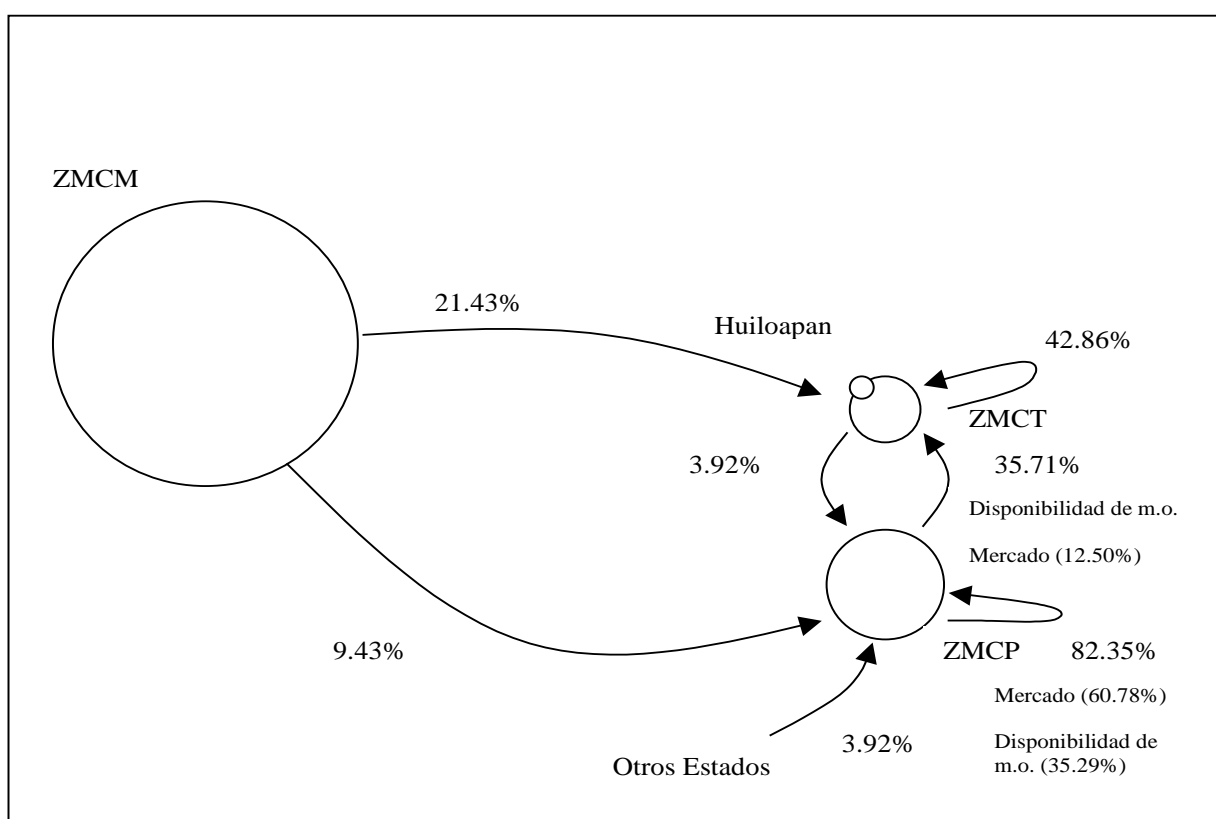 ZMCM
21.43%
Huiloapan
42.86%
ZMCT
3.92%
35.71%
Disponibilidad de m.o.
Mercado (12.50%)
9.43%
ZMCP
82.35%
Mercado (60.78%)
3.92%
Disponibilidad de
m.o. (35.29%)
Otros Estados